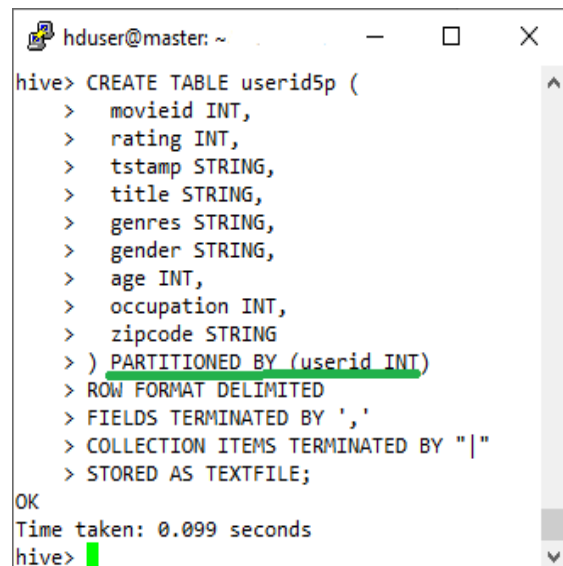 hduser@master: ~
hive> CREATE TABLE userid5p (
    >   movieid INT,
    >   rating INT,
    >   tstamp STRING,
    >   title STRING,
    >   genres STRING,
    >   gender STRING,
    >   age INT,
    >   occupation INT,
    >   zipcode STRING
    > ) PARTITIONED BY (userid INT)
    > ROW FORMAT DELIMITED
    > FIELDS TERMINATED BY ','
    > COLLECTION ITEMS TERMINATED BY "|"
    > STORED AS TEXTFILE;
OK
Time taken: 0.099 seconds
hive>